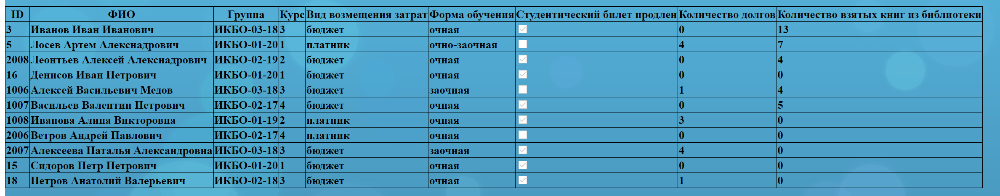 ID ФИО Группа Курс Вид возмещения затрат Форма обучения Студентический билет продлен Количество долгов Количество взятых книг из библиотеки
3 Иванов Иван Иванович ИКБО-03-18 3 бюджет очная 0 13
5 Лосев Артем Алекснадрович ИКБО-01-20 1 платник очно-заочная 4 7
2008 Леонтьев Алексей Алекснадрович ИКБО-02-19 2 бюджет очная 0 4
16 Денисов Иван Петрович ИКБО-01-20 1 бюджет очная 0 0
1006 Алексей Васильевич Медов ИКБО-03-18 3 бюджет заочная 1 4
1007 Васильев Валентин Петрович ИКБО-02-17 4 бюджет очная 0 5
1008 Иванова Алина Викторовна ИКБО-01-19 2 платник очная 3 0
2006 Ветров Андрей Павлович ИКБО-02-17 4 платник очная 0 0
2007 Алексеева Наталья Александровна ИКБО-03-18 3 бюджет заочная 4 0
15 Сидоров Петр Петрович ИКБО-01-20 1 бюджет очная 0 0
18 Петров Анатолий Валерьевич ИКБО-02-18 3 бюджет очная 1 0